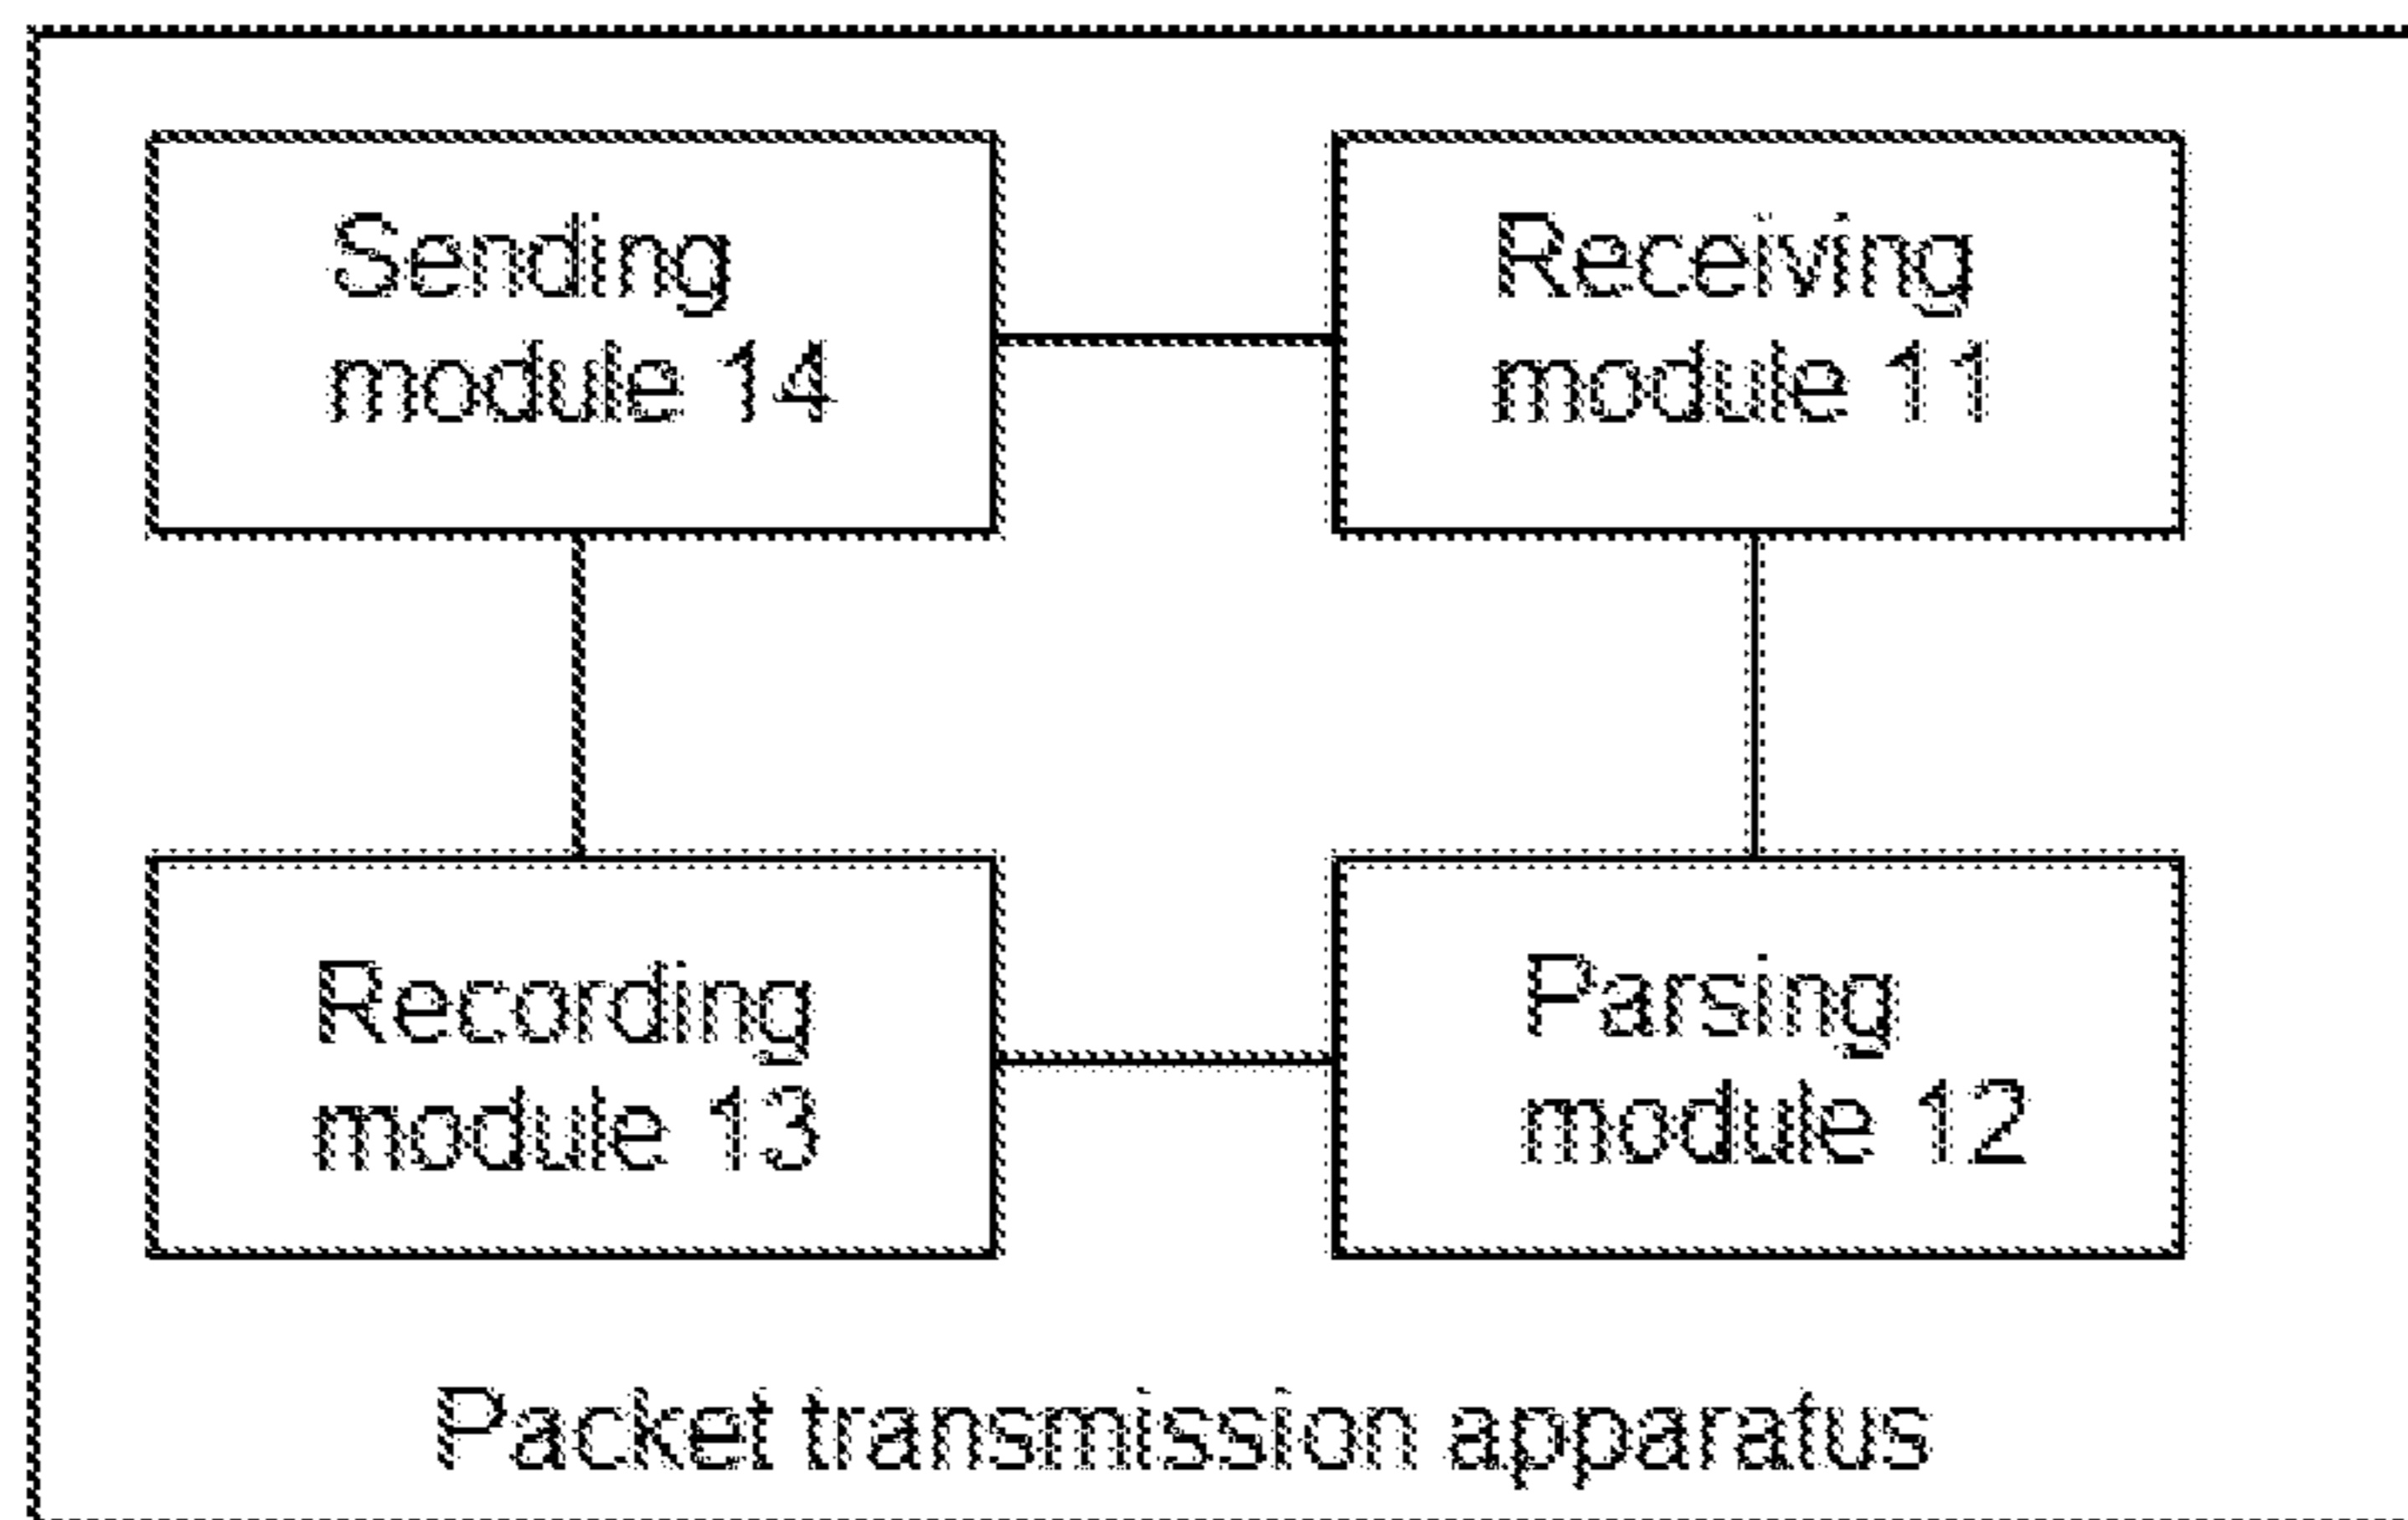 Sending
module 14
Receiving
module 11
Recording
module 13
Parsing
module 12
Packet transmission apparatus